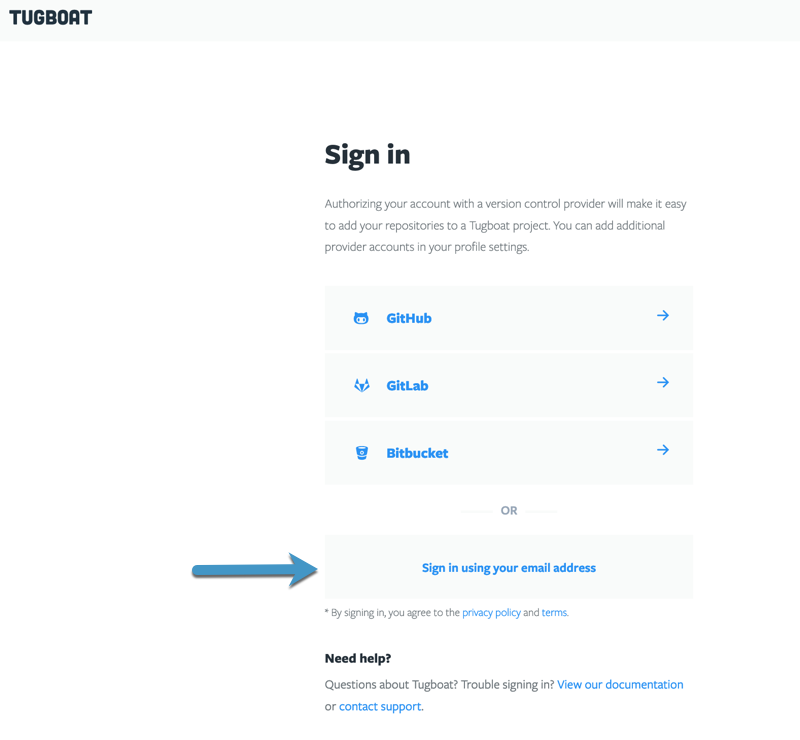 TUGBOAT
Sign in
Authorizing your account with a version control provider will make it easy
to add your repositories to a Tugboat project. You can add additional
provider accounts in your profile settings.
GitHub
GitLab
Bitbucket
OR
Sign in using your email address
* By signing in, you agree to the privacy policy and terms.
Need help?
Questions about Tugboat? Trouble signing in? View our documentation
or contact support.